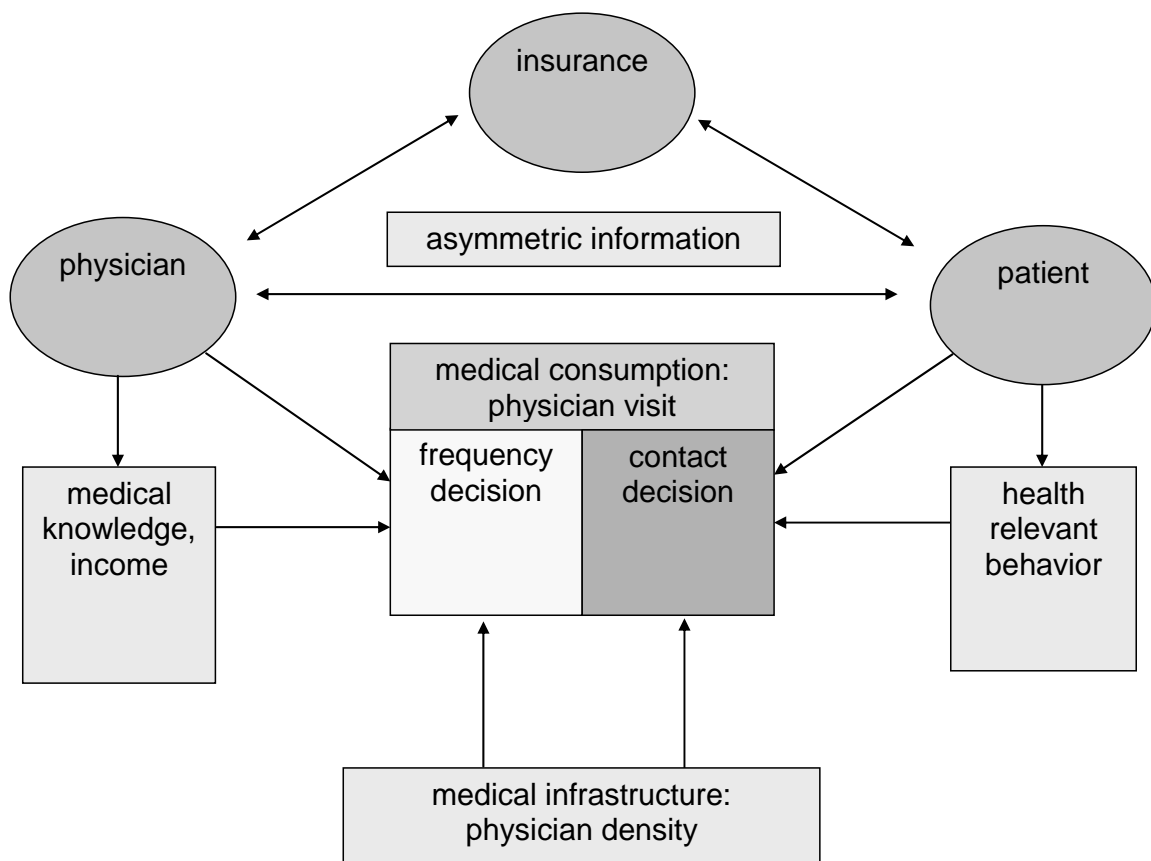 insurance
asymmetric information
physician
patient
medical consumption:
physician visit
frequency
decision
contact
decision
medical
knowledge,
income
health
relevant
behavior
medical infrastructure:
physician density